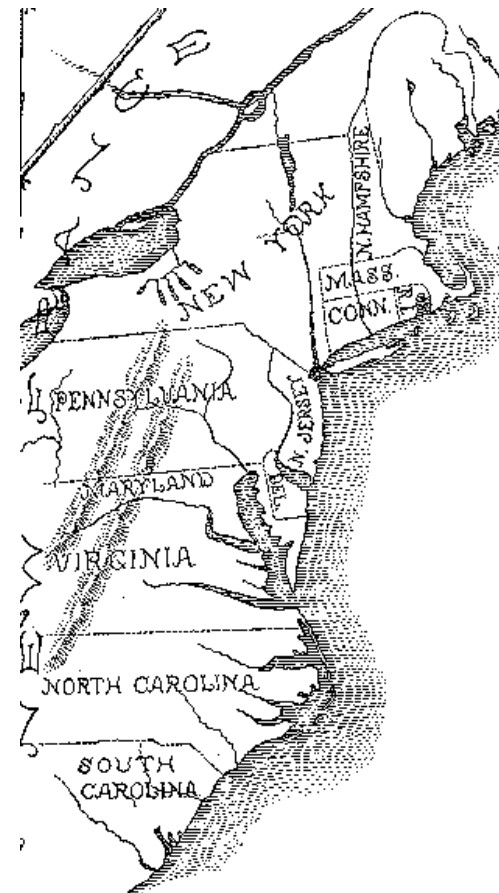 N. HAMPSHIRE
NEW YORK
MASS.
CONN.
R.I.
PENNSYLVANIA
N. JERSEY
MARYLAND
DEL.
VIRGINIA
NORTH CAROLINA
SOUTH
CAROLINA